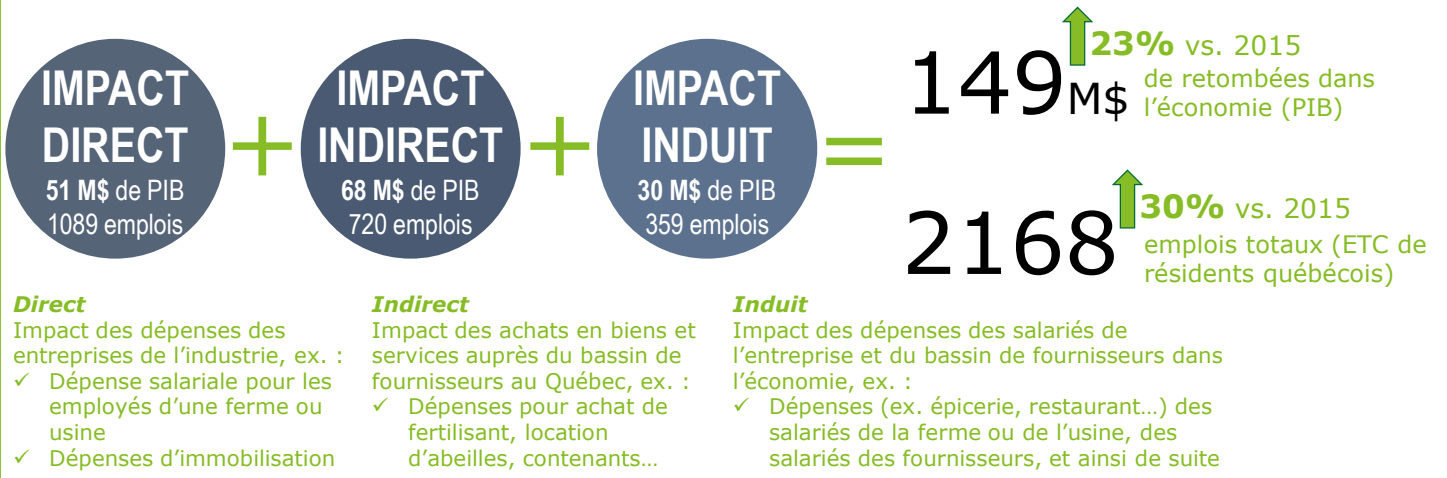 IMPACT
DIRECT
51 M$ de PIB
1089 emplois
+
IMPACT
INDIRECT
68 M$ de PIB
720 emplois
+
IMPACT
INDUIT
30 M$ de PIB
359 emplois
=
149 M$
23% vs. 2015
de retombées dans
l’économie (PIB)
2168
30% vs. 2015
emplois totaux (ETC de
résidents québécois)
Direct
Impact des dépenses des
entreprises de l’industrie, ex. :
✓ Dépense salariale pour les
employés d’une ferme ou
usine
✓ Dépenses d’immobilisation
Indirect
Impact des achats en biens et
services auprès du bassin de
fournisseurs au Québec, ex. :
✓ Dépenses pour achat de
fertilisant, location
d’abeilles, contenants…
Induit
Impact des dépenses des salariés de
l’entreprise et du bassin de fournisseurs dans
l’économie, ex. :
✓ Dépenses (ex. épicerie, restaurant…) des
salariés de la ferme ou de l’usine, des
salariés des fournisseurs, et ainsi de suite